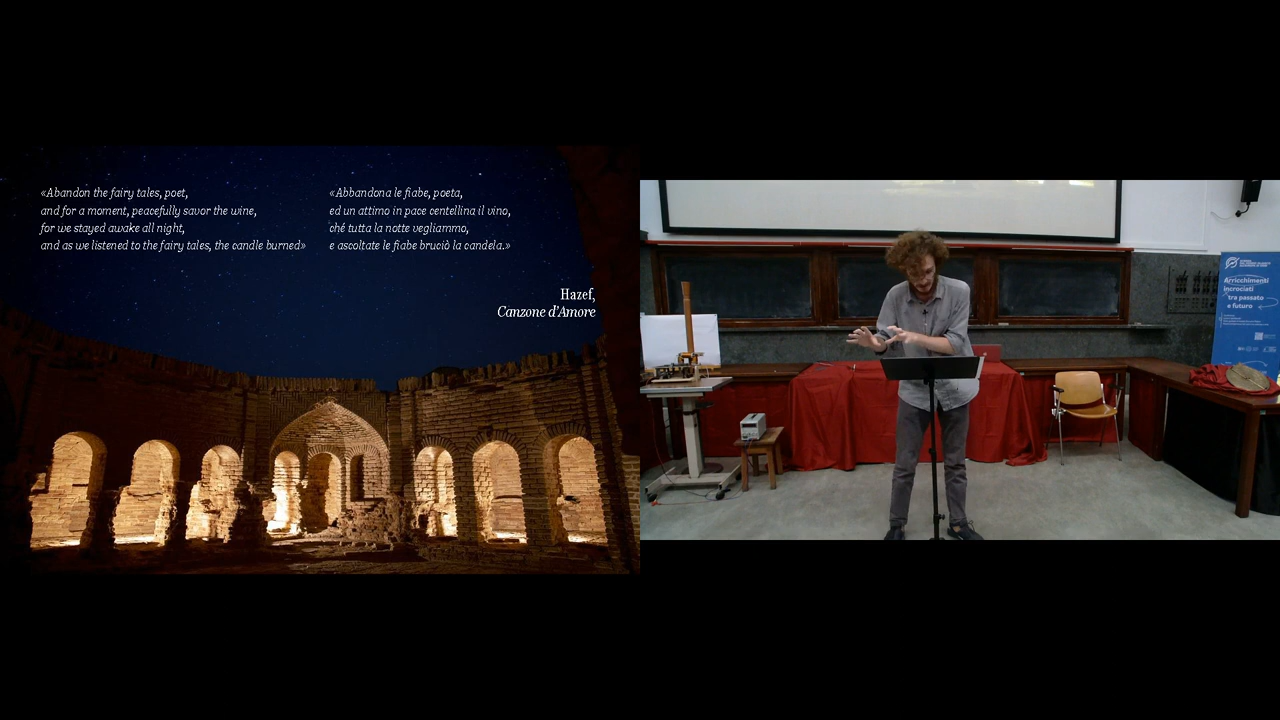 «Abandon the fairy tales, poet,
and for a moment, peacefully savor the wine,
for we stayed awake all night,
and as we listened to the fairy tales, the candle burned»
«Abbandona le fiabe, poeta,
ed un attimo in pace centellina il vino,
ché tutta la notte vegliammo,
e ascoltate le fiabe bruciò la candela.»
Hazef,
Canzone d'Amore
Arricchimenti
incrociati
tra passato
e futuro